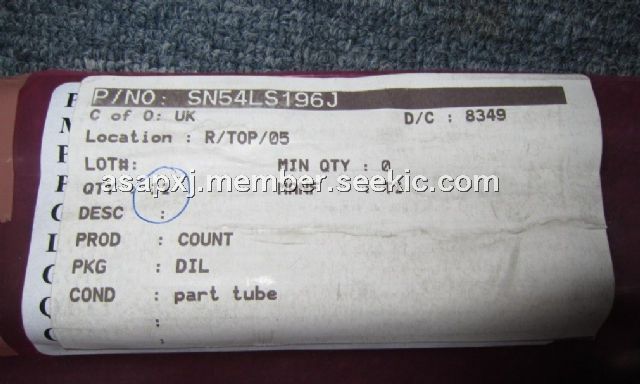 P/NO: SN54LS196J
C of O: UK D/C : 8349
Location : R/TOP/05
LOT#: MIN QTY : 0
asapxj.member.seekic.com
DESC :
PROD : COUNT
PKG : DIL
COND : part tube
: